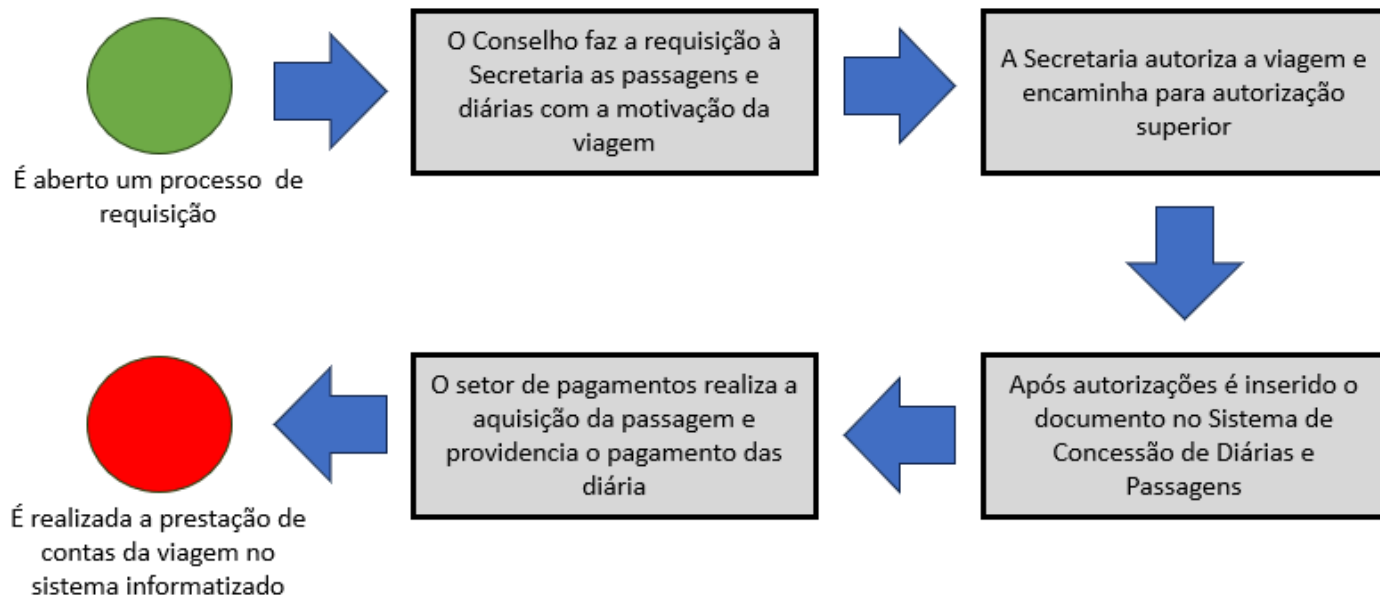 É aberto um processo de
requisição
O Conselho faz a requisição à
Secretaria as passagens e
diárias com a motivação da
viagem
A Secretaria autoriza a viagem e
encaminha para autorização
superior
Após autorizações é inserido o
documento no Sistema de
Concessão de Diárias e
Passagens
O setor de pagamentos realiza a
aquisição da passagem e
providencia o pagamento das
diária
É realizada a prestação de
contas da viagem no
sistema informatizado